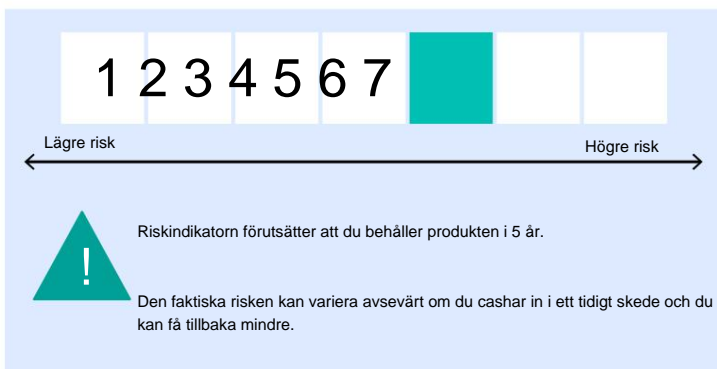 1 2 3 4 5 6 7
Lägre risk
Högre risk
!
Riskindikatorn förutsätter att du behåller produkten i 5 år.
Den faktiska risken kan variera avsevärt om du cashar in i ett tidigt skede och du
kan få tillbaka mindre.